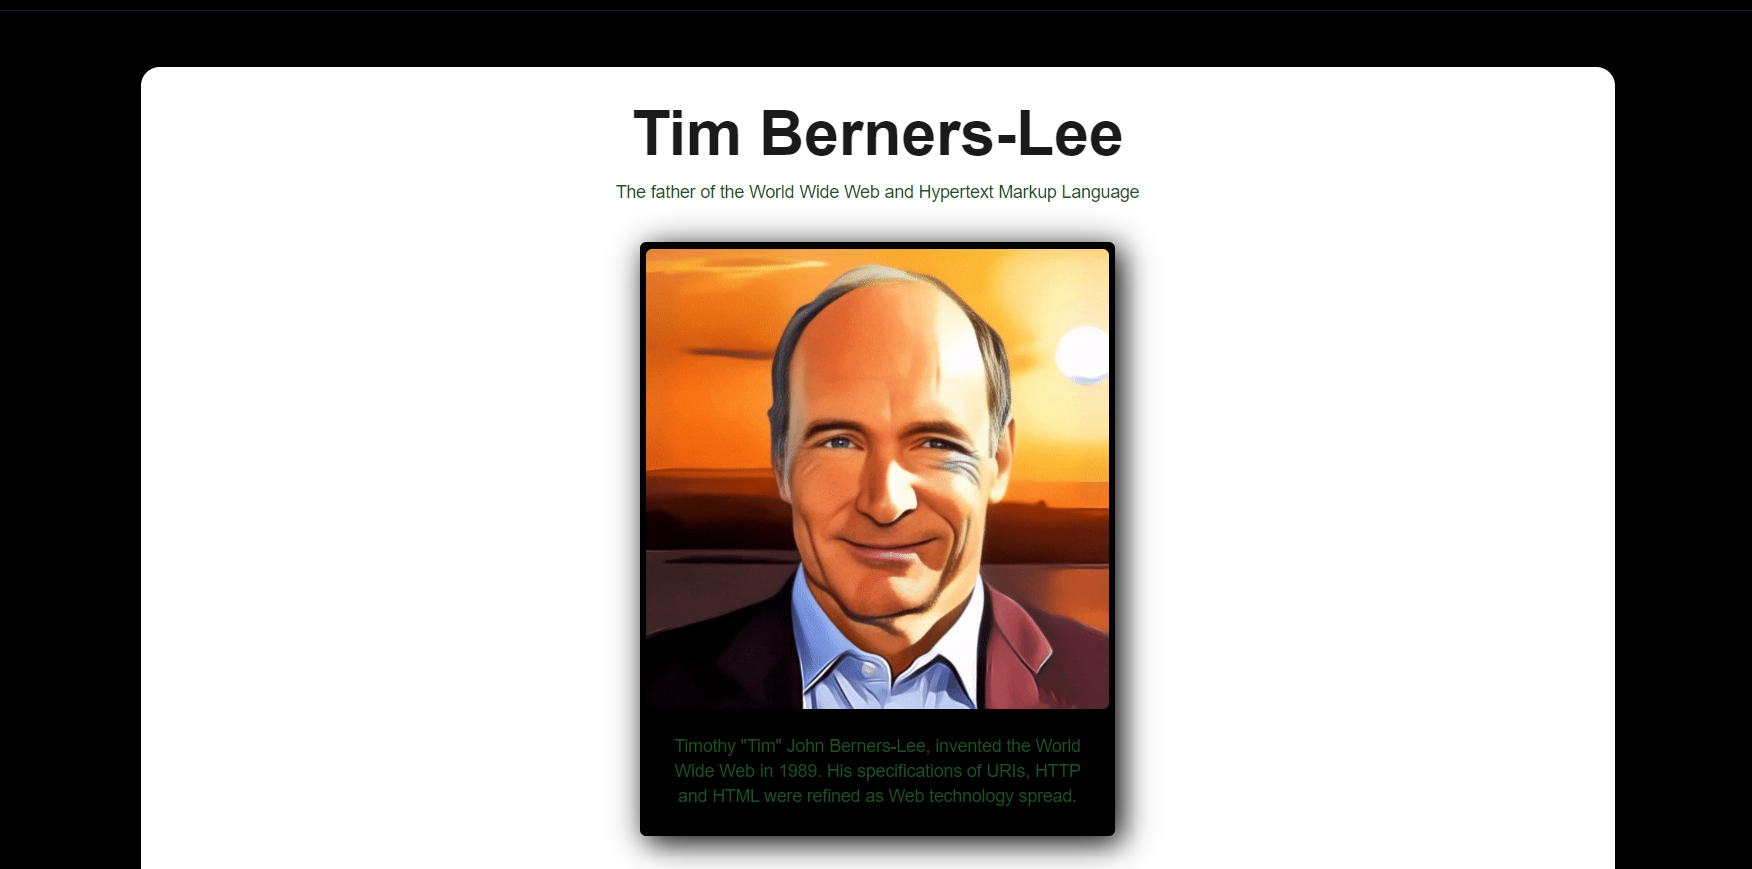 Tim Berners-Lee
The father of the World Wide Web and Hypertext Markup Language
Timothy "Tim" John Berners-Lee, invented the World
Wide Web in 1989. His specifications of URIs, HTTP
and HTML were refined as Web technology spread.